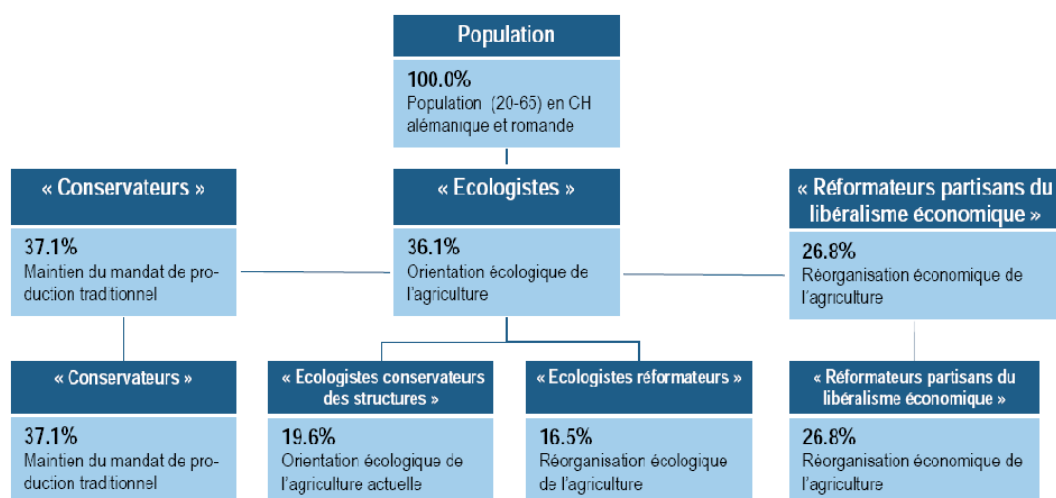 Population
100.0%
Population (20-65) en CH
alémanique et romande
« Conservateurs »
37.1%
Maintien du mandat de pro-
duction traditionnel
« Ecologistes »
36.1%
Orientation écologique de
l'agriculture
« Réformateurs partisans du
libéralisme économique »
26.8%
Réorganisation économique de
l'agriculture
« Conservateurs »
37.1%
Maintien du mandat de pro-
duction traditionnel
« Ecologistes conservateurs
des structures »
19.6%
Orientation écologique de
l'agriculture actuelle
« Ecologistes réformateurs »
16.5%
Réorganisation écologique
de l'agriculture
« Réformateurs partisans du
libéralisme économique »
26.8%
Réorganisation économique de
l'agriculture